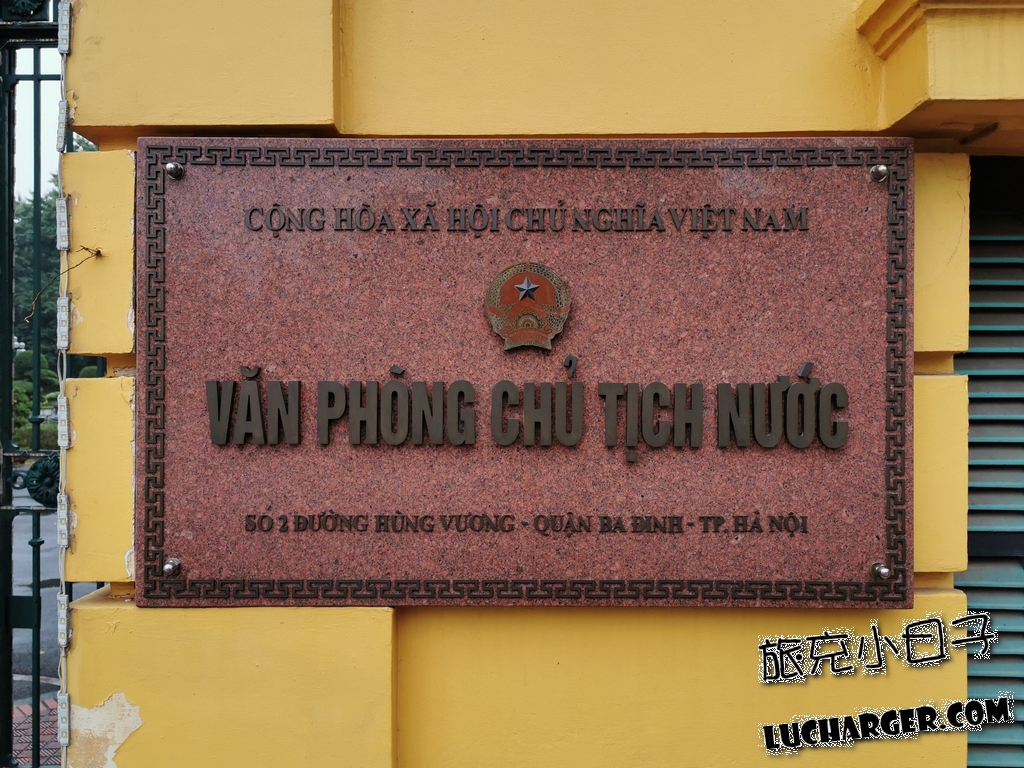 CỘNG HÒA XÃ HỘI CHỦ NGHĨA VIỆT NAM
VĂN PHÒNG CHỦ TỊCH NƯỚC
SỐ 2 ĐƯỜNG HÙNG VƯƠNG - QUẬN BA ĐÌNH - TP. HÀ NỘI
旅充小日子
LUCHARGER.COM